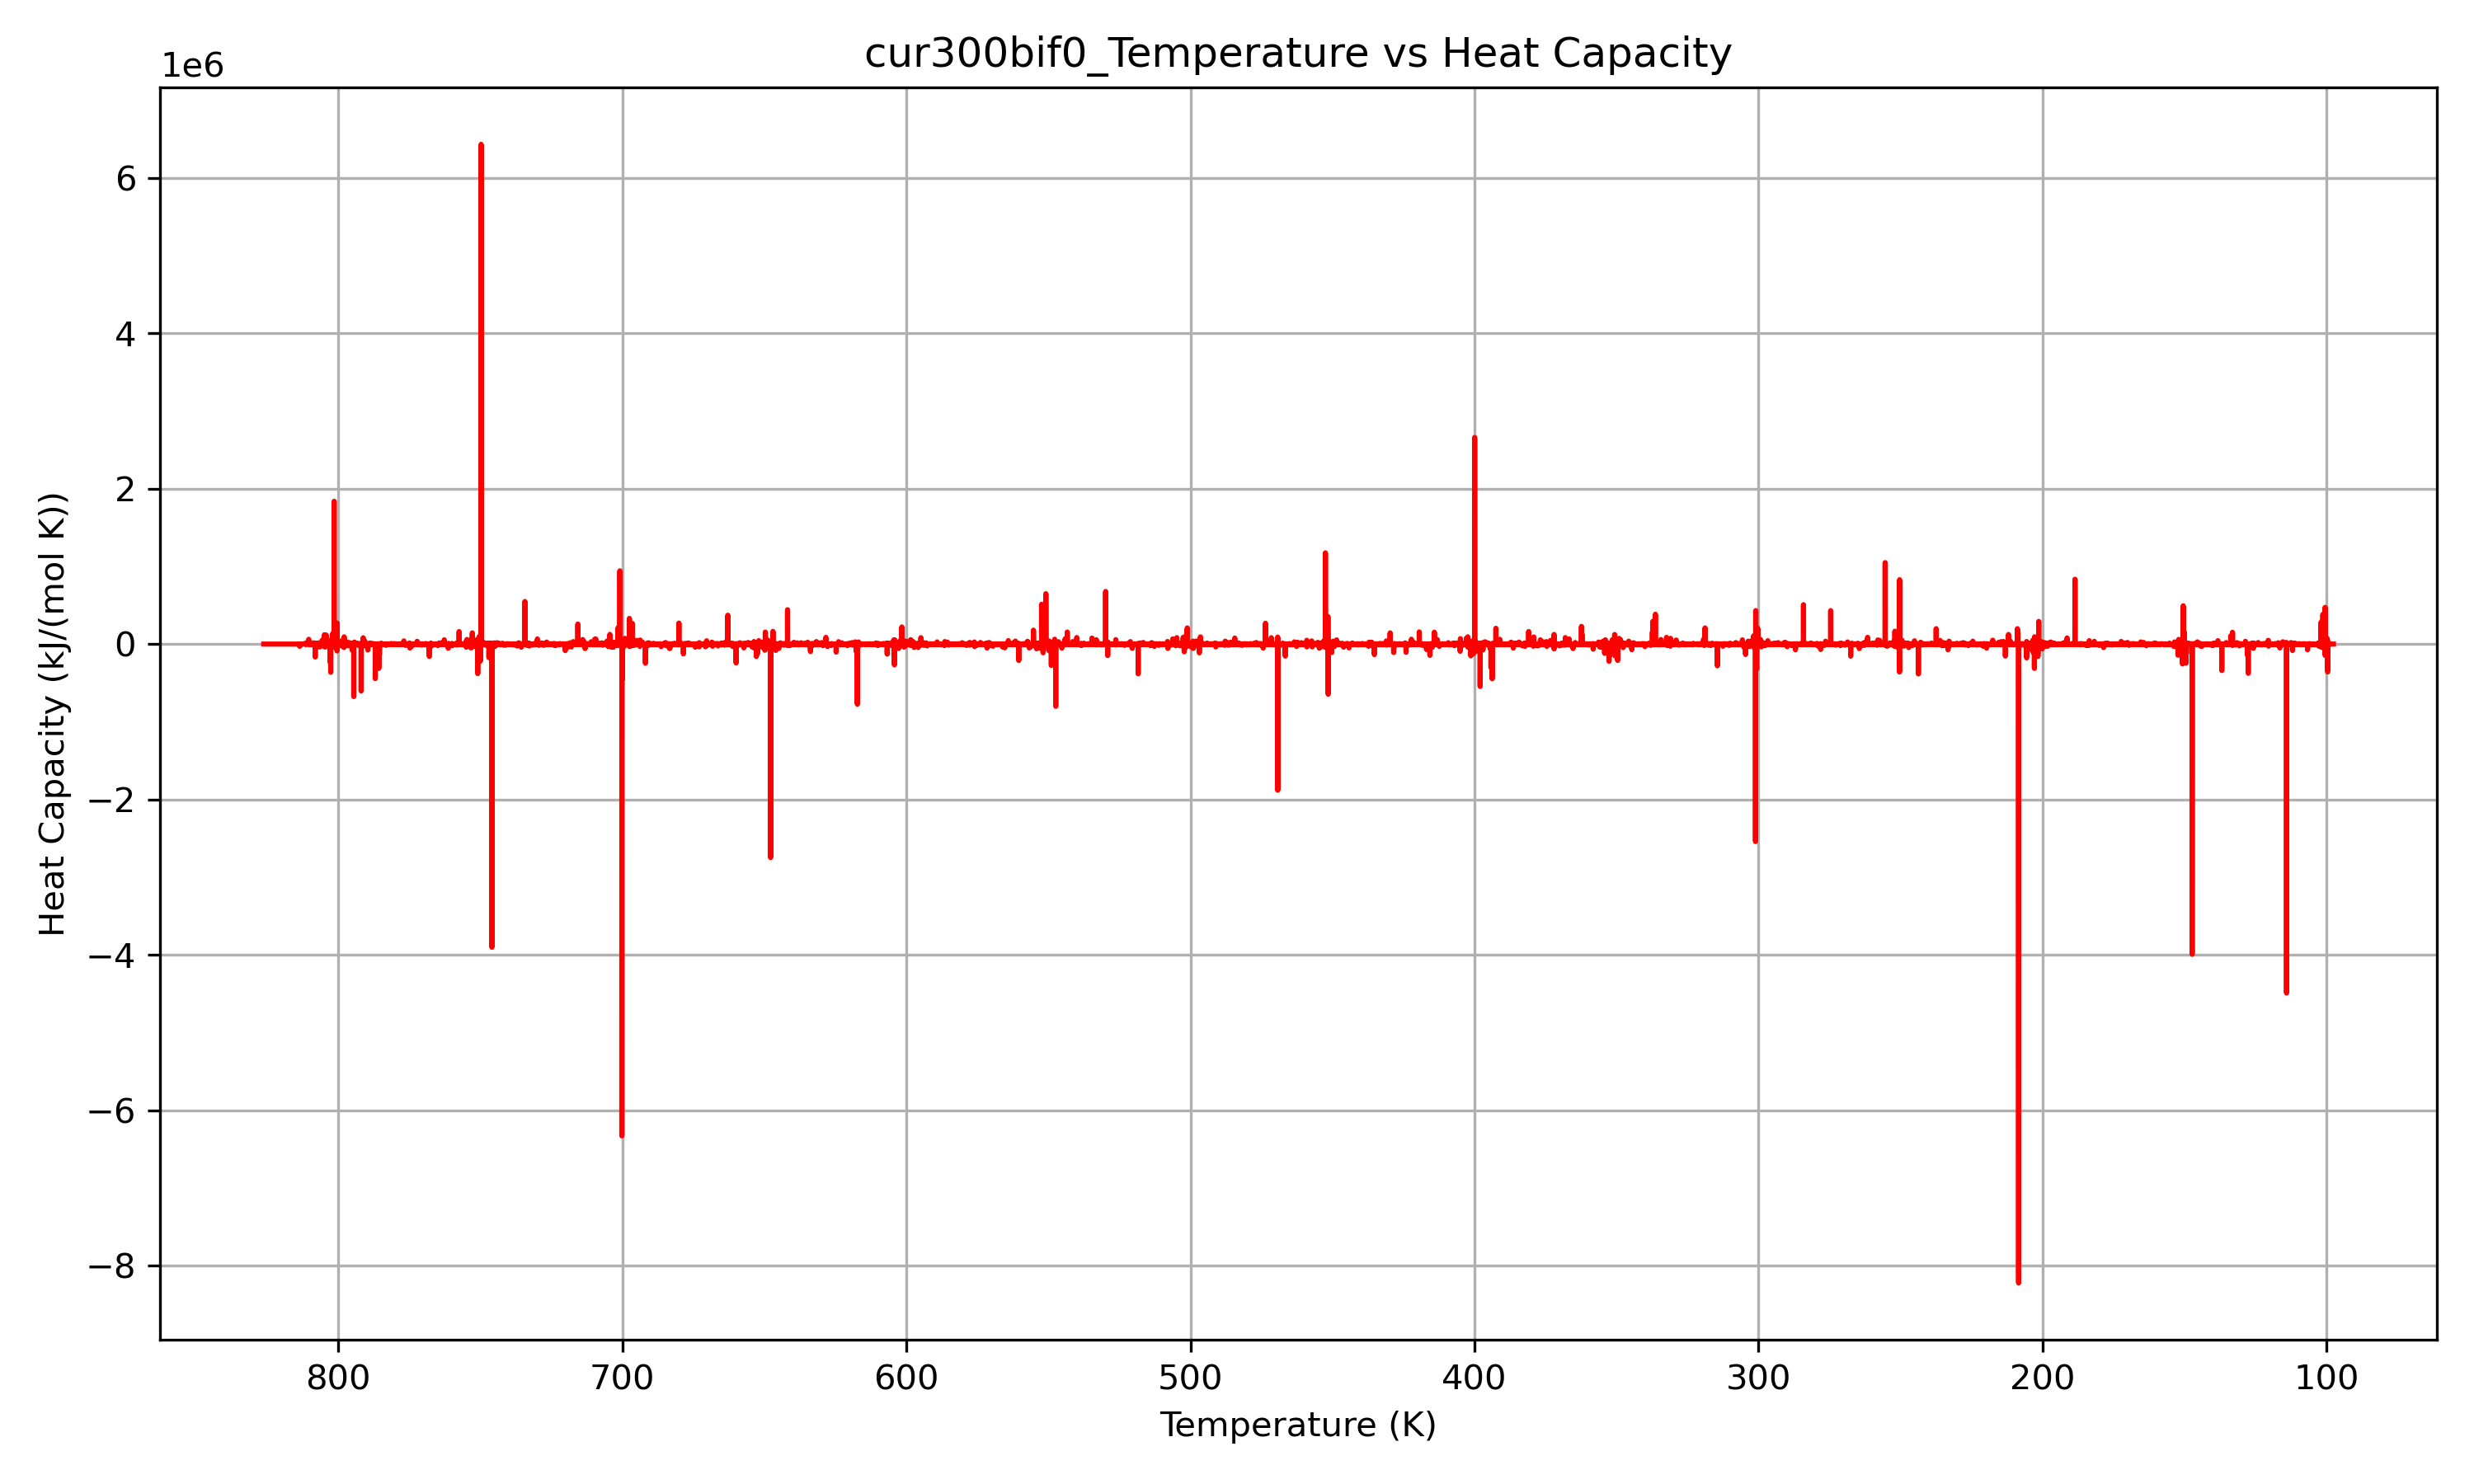 cur300bif0_Temperature vs Heat Capacity
1e6
6
4
2
0
−2
−4
−6
−8
Heat Capacity (kJ/(mol K))
800 700 600 500 400 300 200 100
Temperature (K)